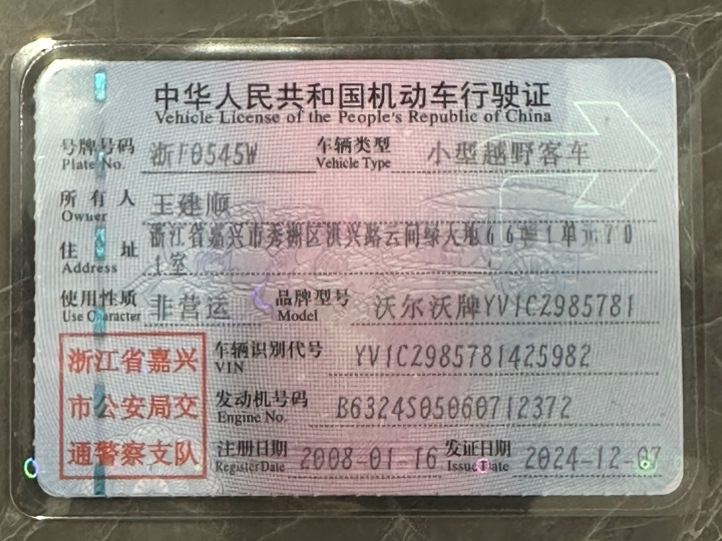 中华人民共和国机动车行驶证
Vehicle License of the People's Republic of China
号牌号码 浙F0545W 车辆类型 小型越野客车
Plate No. Vehicle Type
所有人 王建顺
Owner
住址 浙江省嘉兴市秀洲区洪兴路云间绿大地66幢1单元70
Address 1室
使用性质 非营运 品牌型号 沃尔沃牌YV1CZ985781
Use Character Model
浙江省嘉兴 车辆识别代号 YV1CZ985781425982
VIN
市公安局交 发动机号码 B6324S05060712372
Engine No.
通警察支队 注册日期 2008-01-16 发证日期 2024-12-07
Register Date Issue Date